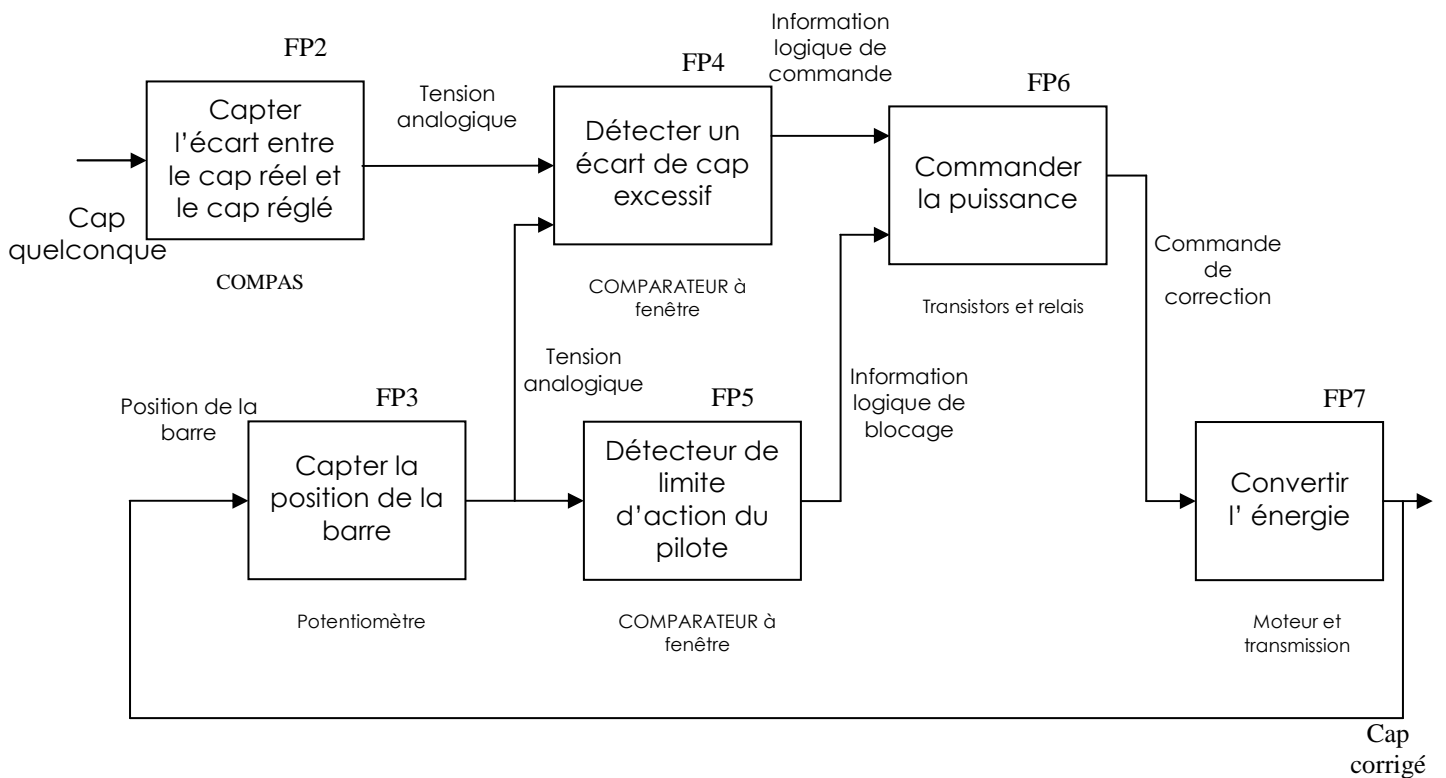 FP2
Capter
l’écart entre
le cap réel et
le cap réglé
Cap
quelconque
COMPAS
Tension
analogique
FP4
Détecter un
écart de cap
excessif
COMPARATEUR à
fenêtre
Information
logique de
commande
FP6
Commander
la puissance
Transistors et relais
Commande
de
correction
Position de la
barre
FP3
Capter la
position de la
barre
Potentiomètre
Tension
analogique
FP5
Détecteur de
limite
d’action du
pilote
COMPARATEUR à
fenêtre
Information
logique de
blocage
FP7
Convertir
l’ énergie
Moteur et
transmission
Cap
corrigé